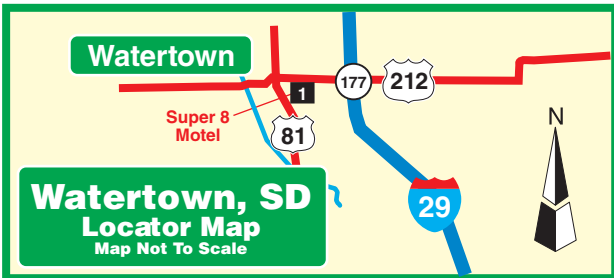 Watertown
177
212
1
Super 8
Motel
81
N
29
Watertown, SD
Locator Map
Map Not To Scale